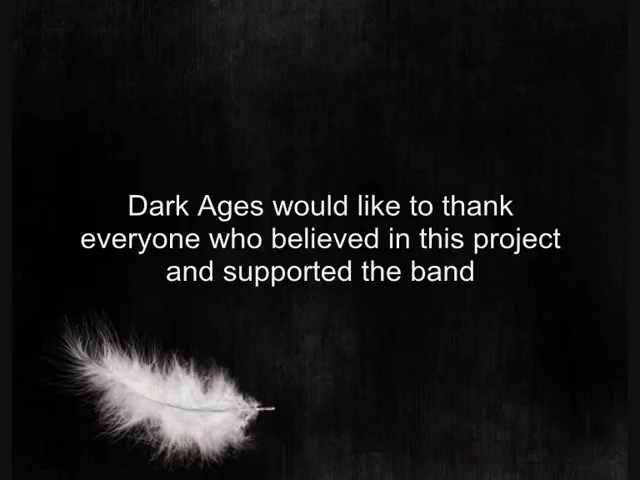 Dark Ages would like to thank
everyone who believed in this project
and supported the band